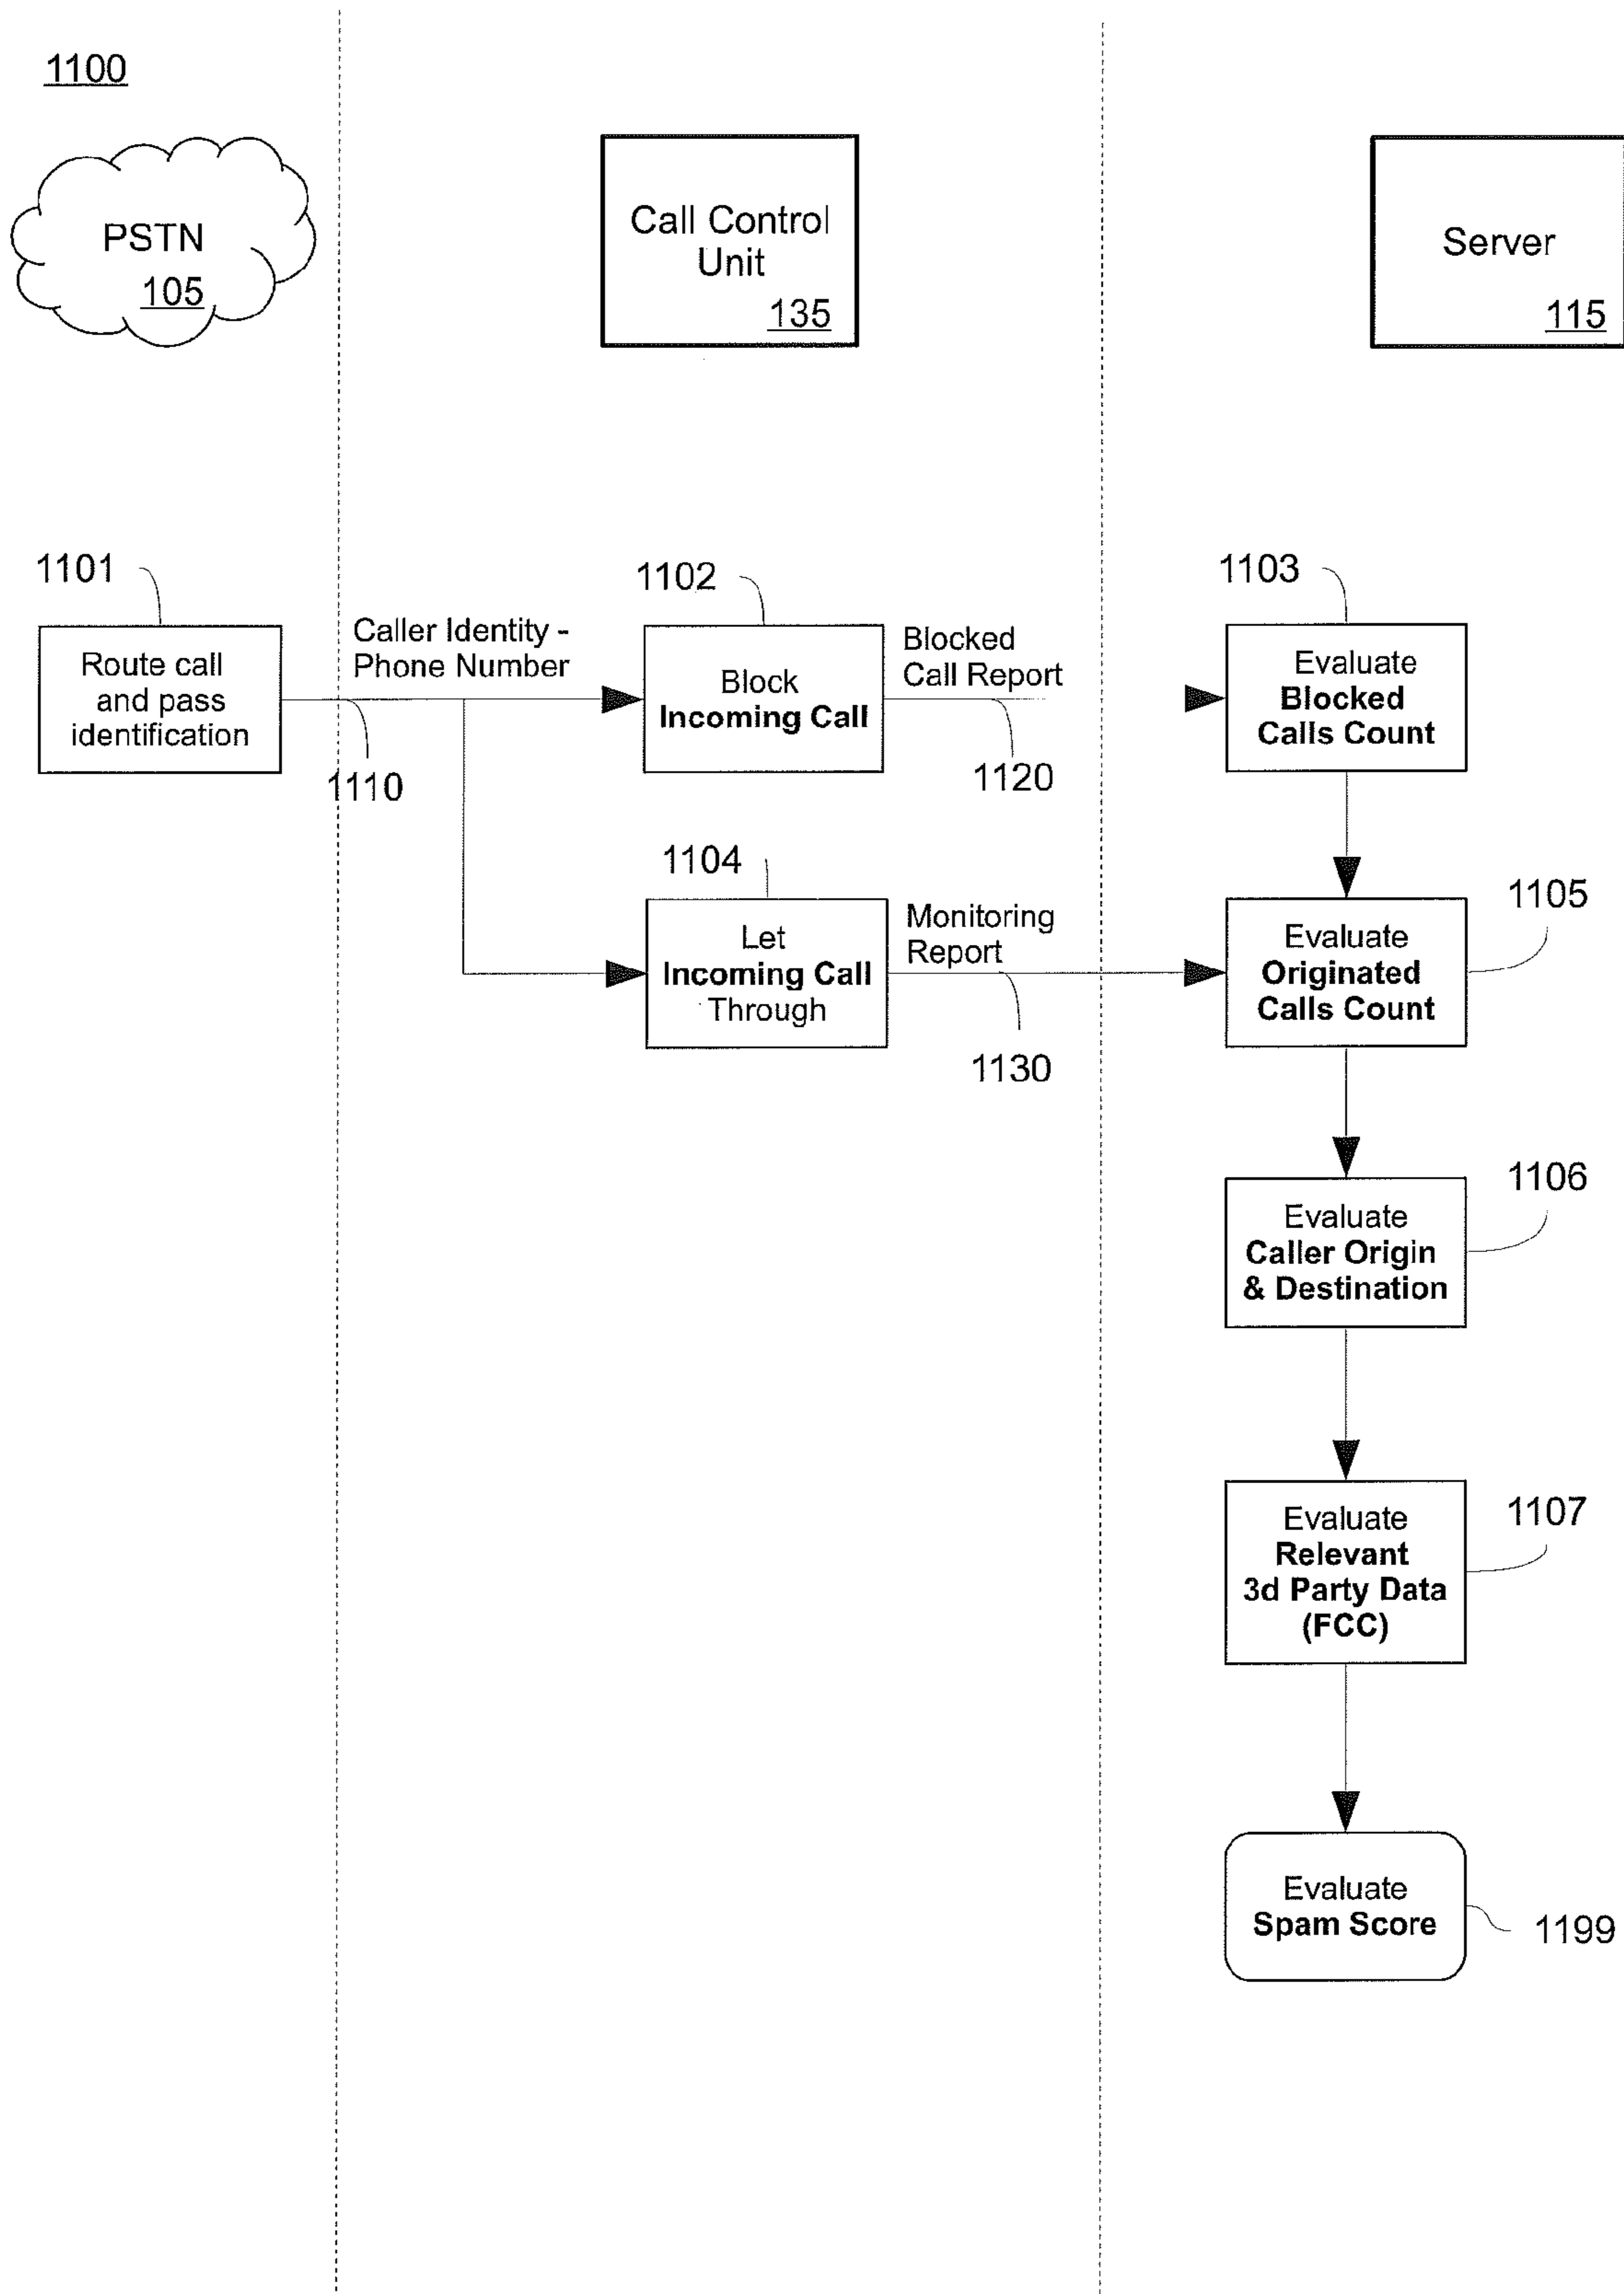 1100
PSTN
105
Call Control
Unit
135
Server
115
1101
Route call
and pass
identification
Caller Identity -
Phone Number
1110
1102
Block
Incoming Call
Blocked
Call Report
1120
1103
Evaluate
Blocked
Calls Count
1104
Let
Incoming Call
Through
Monitoring
Report
1130
Evaluate
Originated
Calls Count
1105
Evaluate
Caller Origin
& Destination
1106
Evaluate
Relevant
3d Party Data
(FCC)
1107
Evaluate
Spam Score
1199